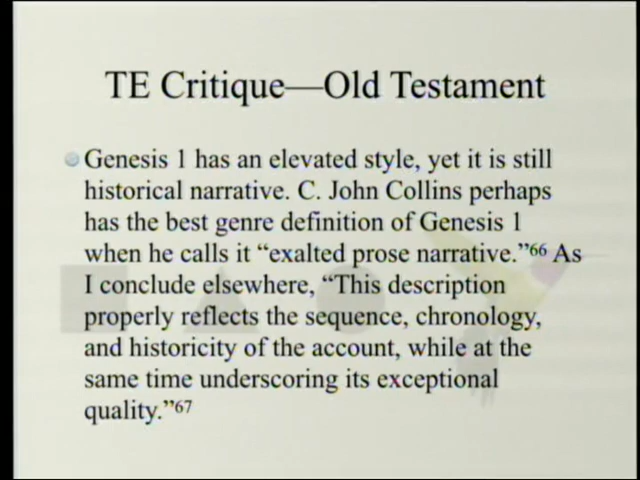 TE Critique—Old Testament
Genesis 1 has an elevated style, yet it is still
historical narrative. C. John Collins perhaps
has the best genre definition of Genesis 1
when he calls it “exalted prose narrative.”66 As
I conclude elsewhere, “This description
properly reflects the sequence, chronology,
and historicity of the account, while at the
same time underscoring its exceptional
quality.”67